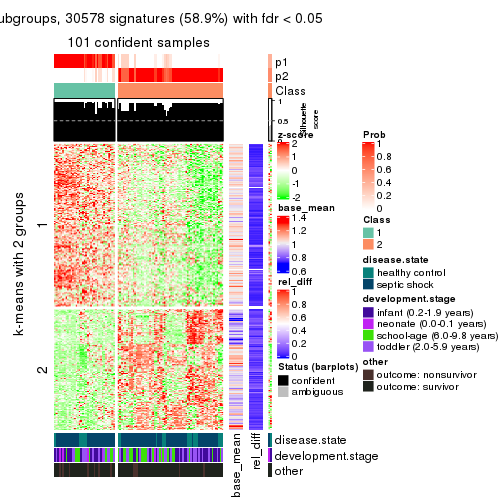 ubgroups, 30578 signatures (58.9%) with fdr < 0.05
101 confident samples
p1
p2
Class
1
0.5
0
Silhouette
score
k-means with 2 groups
1
2
base_mean
rel_diff
disease.state
development.stage
other
z-score
2
1
0
-1
-2
base_mean
1.4
1.2
1
0.8
0.6
rel_diff
1
0.8
0.6
0.4
0.2
0
Status (barplots)
confident
ambiguous
Prob
1
0.8
0.6
0.4
0.2
0
Class
1
2
disease.state
healthy control
septic shock
development.stage
infant (0.2-1.9 years)
neonate (0.0-0.1 years)
school-age (6.0-9.8 years)
toddler (2.0-5.9 years)
other
outcome: nonsurvivor
outcome: survivor